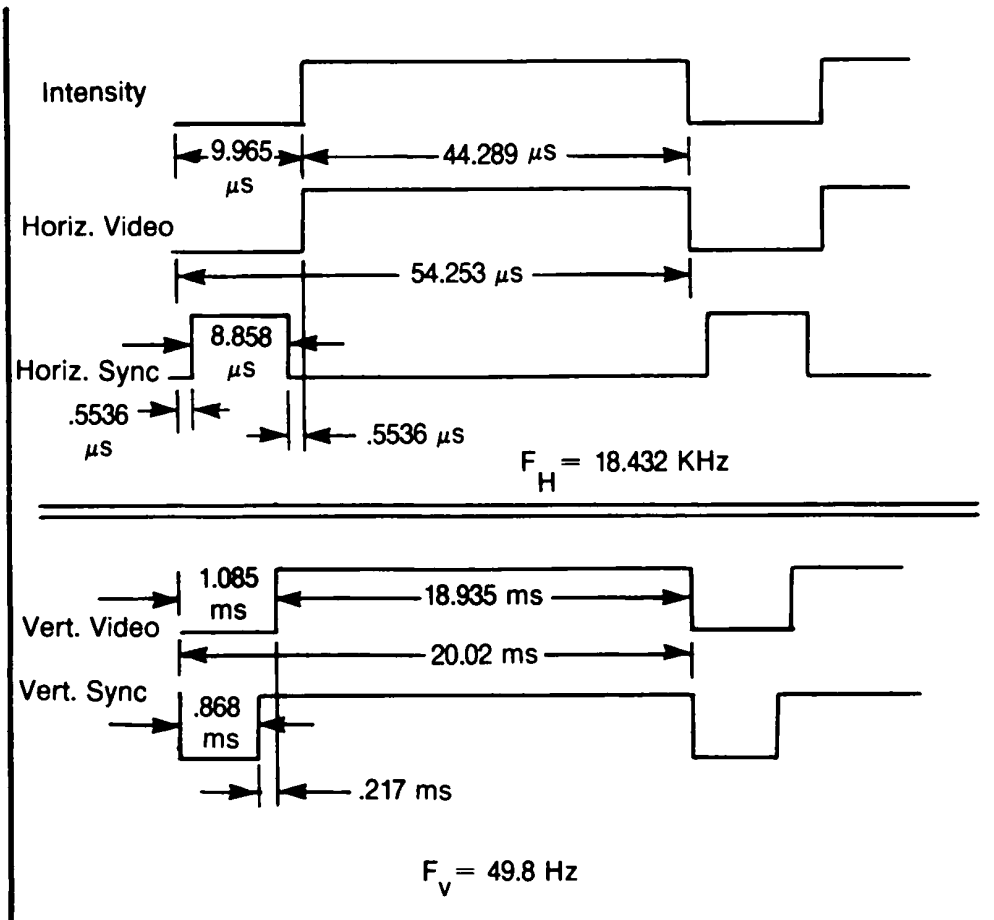 Intensity
9.965
μs
44.289 μs
Horiz. Video
54.253 μs
8.858
μs
Horiz. Sync
.5536
μs
.5536 μs
F_H = 18.432 KHz
1.085
ms
18.935 ms
Vert. Video
20.02 ms
Vert. Sync
.868
ms
.217 ms
F_v = 49.8 Hz